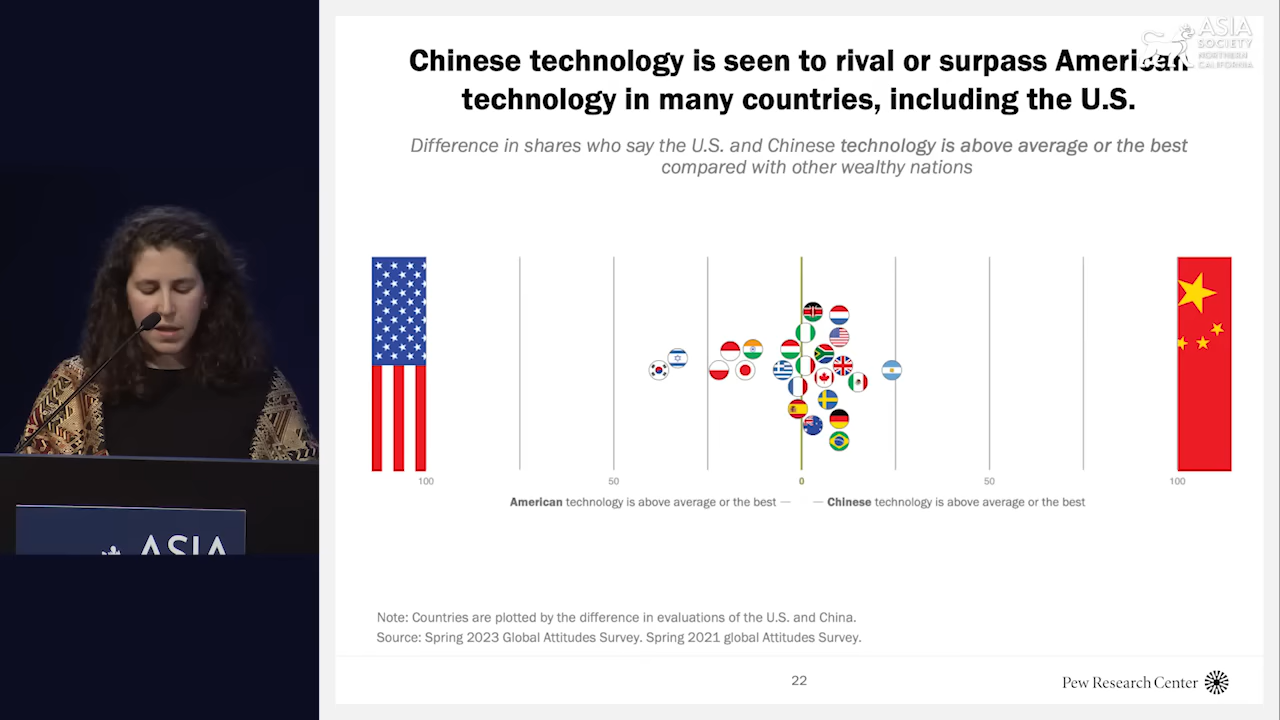 ASIA
SOCIETY
NORTHERN
CALIFORNIA
Chinese technology is seen to rival or surpass American
technology in many countries, including the U.S.
Difference in shares who say the U.S. and Chinese technology is above average or the best
compared with other wealthy nations
100 50 0 50 100
American technology is above average or the best — — Chinese technology is above average or the best
ASIA
Note: Countries are plotted by the difference in evaluations of the U.S. and China.
Source: Spring 2023 Global Attitudes Survey. Spring 2021 global Attitudes Survey.
22
Pew Research Center